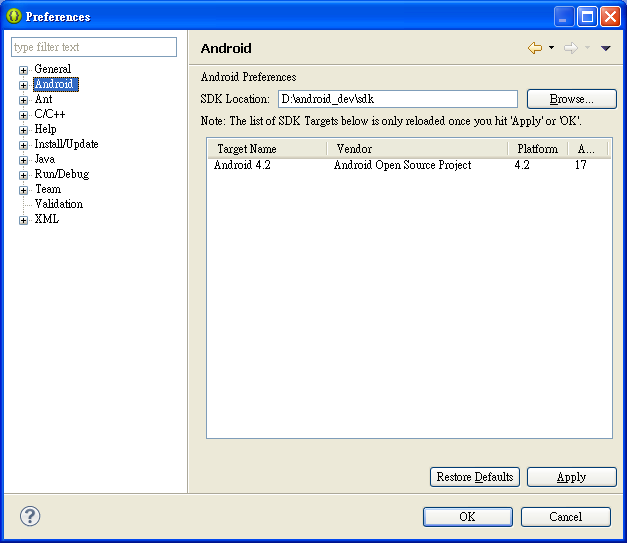 Preferences
type filter text
General
Android
Ant
C/C++
Help
Install/Update
Java
Run/Debug
Team
Validation
XML
Android
Android Preferences
SDK Location: D:\android_dev\sdk Browse...
Note: The list of SDK Targets below is only reloaded once you hit 'Apply' or 'OK'.
Target Name Vendor Platform A...
Android 4.2 Android Open Source Project 4.2 17
Restore Defaults Apply
? OK Cancel